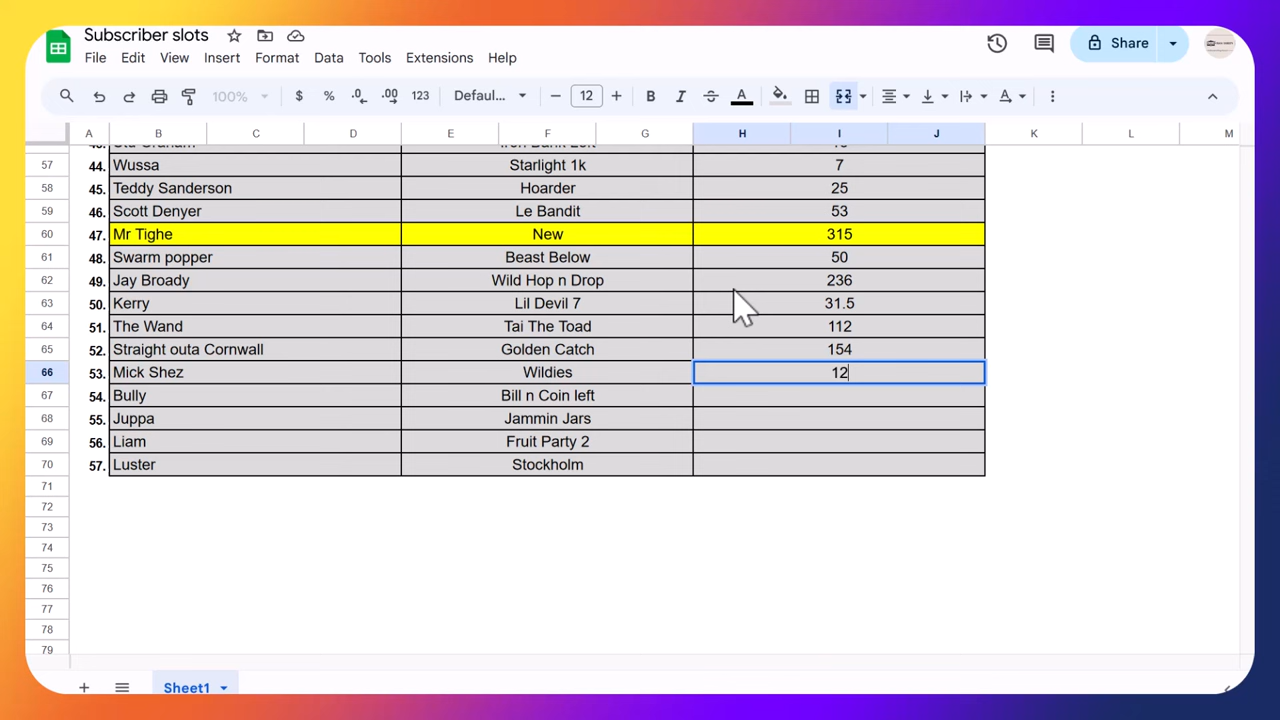 Subscriber slots
File Edit View Insert Format Data Tools Extensions Help
Share
100% $ % .0 .00 123 Defaul... 12 B I S A
A B C D E F G H I J K L M
57 44. Wussa Starlight 1k 7
58 45. Teddy Sanderson Hoarder 25
59 46. Scott Denyer Le Bandit 53
60 47. Mr Tighe New 315
61 48. Swarm popper Beast Below 50
62 49. Jay Broady Wild Hop n Drop 236
63 50. Kerry Lil Devil 7 31.5
64 51. The Wand Tai The Toad 112
65 52. Straight outa Cornwall Golden Catch 154
66 53. Mick Shez Wildies 12
67 54. Bully Bill n Coin left
68 55. Juppa Jammin Jars
69 56. Liam Fruit Party 2
70 57. Luster Stockholm
71
72
73
74
75
76
77
78
79
Sheet1